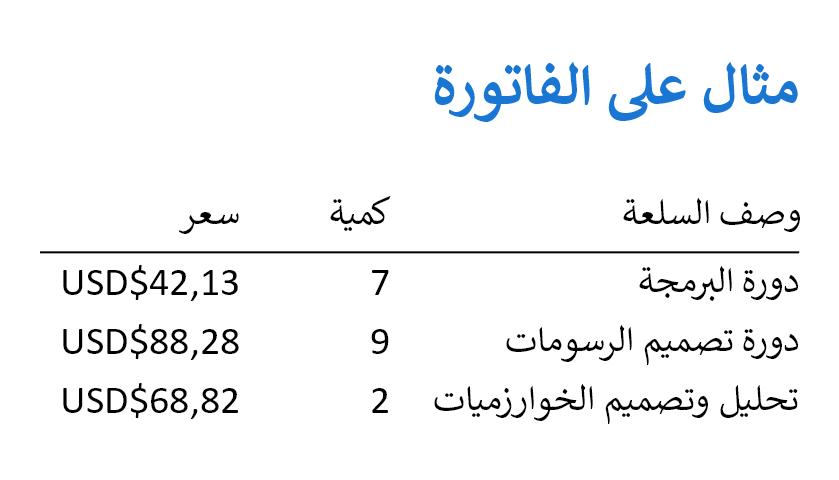 مثال على الفاتورة
وصف السلعة كمية سعر
دورة البرمجة 7 USD$42,13
دورة تصميم الرسومات 9 USD$88,28
تحليل وتصميم الخوارزميات 2 USD$68,82